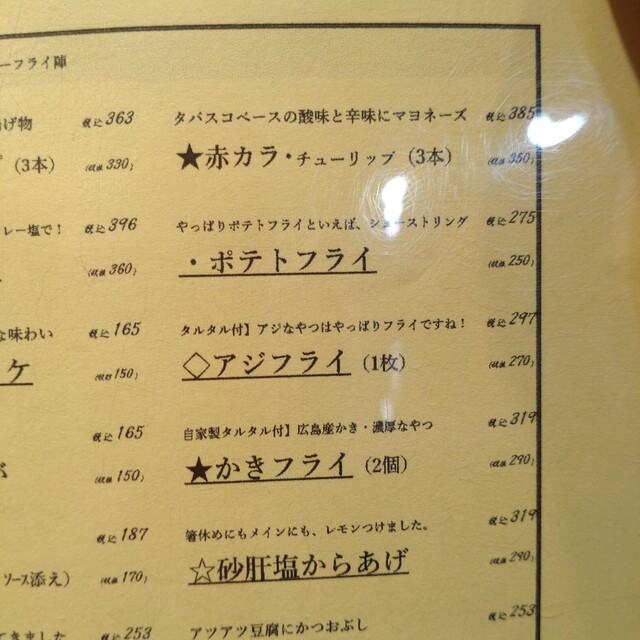 ーフライ陣
げ物 税込363
(3本) (税抜330)
レー塩で! 税込396
(税抜360)
な味わい 税込165
ケ (税抜150)
税込165
(税抜150)
税込187
ソース添え) (税抜170)
てきました 税込253
タバスコベースの酸味と辛味にマヨネーズ 税込385
★赤カラ・チューリップ(3本) (税抜350)
やっぱりポテトフライといえば、シューストリング 税込275
・ポテトフライ (税抜250)
タルタル付】アジなやつはやっぱりフライですね! 税込297
◇アジフライ(1枚) (税抜270)
自家製タルタル付】広島産かき・濃厚なやつ 税込319
★かきフライ(2個) (税抜290)
箸休めにもメインにも、レモンつけました。 税込319
☆砂肝塩からあげ (税抜290)
アツアツ豆腐にかつおぶし 税込253